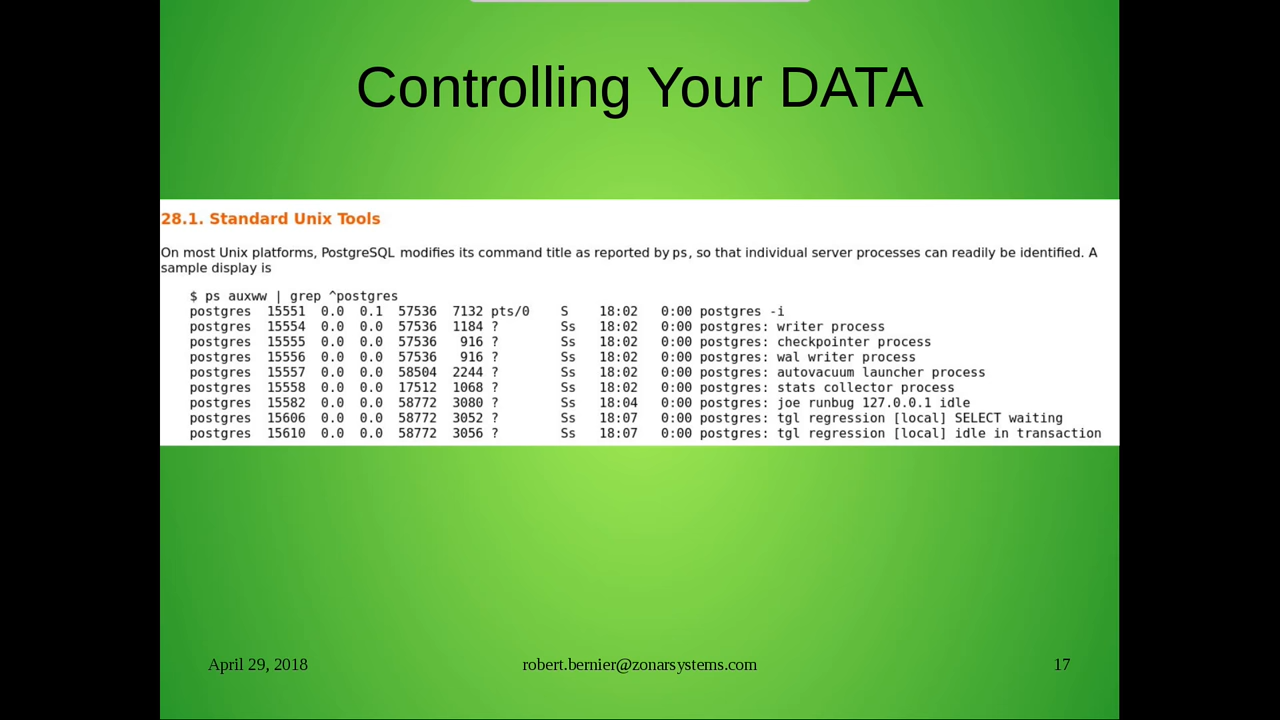 Controlling Your DATA
28.1. Standard Unix Tools
On most Unix platforms, PostgreSQL modifies its command title as reported by ps, so that individual server processes can readily be identified. A
sample display is
$ ps auxww | grep ^postgres
postgres  15551  0.0  0.1  57536  7132 pts/0    S    18:02   0:00 postgres -i
postgres  15554  0.0  0.0  57536  1184 ?        Ss   18:02   0:00 postgres: writer process
postgres  15555  0.0  0.0  57536   916 ?        Ss   18:02   0:00 postgres: checkpointer process
postgres  15556  0.0  0.0  57536   916 ?        Ss   18:02   0:00 postgres: wal writer process
postgres  15557  0.0  0.0  58504  2244 ?        Ss   18:02   0:00 postgres: autovacuum launcher process
postgres  15558  0.0  0.0  17512  1068 ?        Ss   18:02   0:00 postgres: stats collector process
postgres  15582  0.0  0.0  58772  3080 ?        Ss   18:04   0:00 postgres: joe runbug 127.0.0.1 idle
postgres  15606  0.0  0.0  58772  3052 ?        Ss   18:07   0:00 postgres: tgl regression [local] SELECT waiting
postgres  15610  0.0  0.0  58772  3056 ?        Ss   18:07   0:00 postgres: tgl regression [local] idle in transaction
April 29, 2018
robert.bernier@zonarsystems.com
17